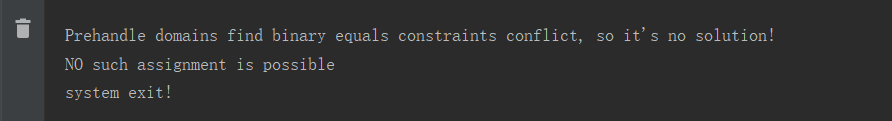 Prehandle domains find binary equals constraints conflict, so it's no solution!
NO such assignment is possible
system exit!